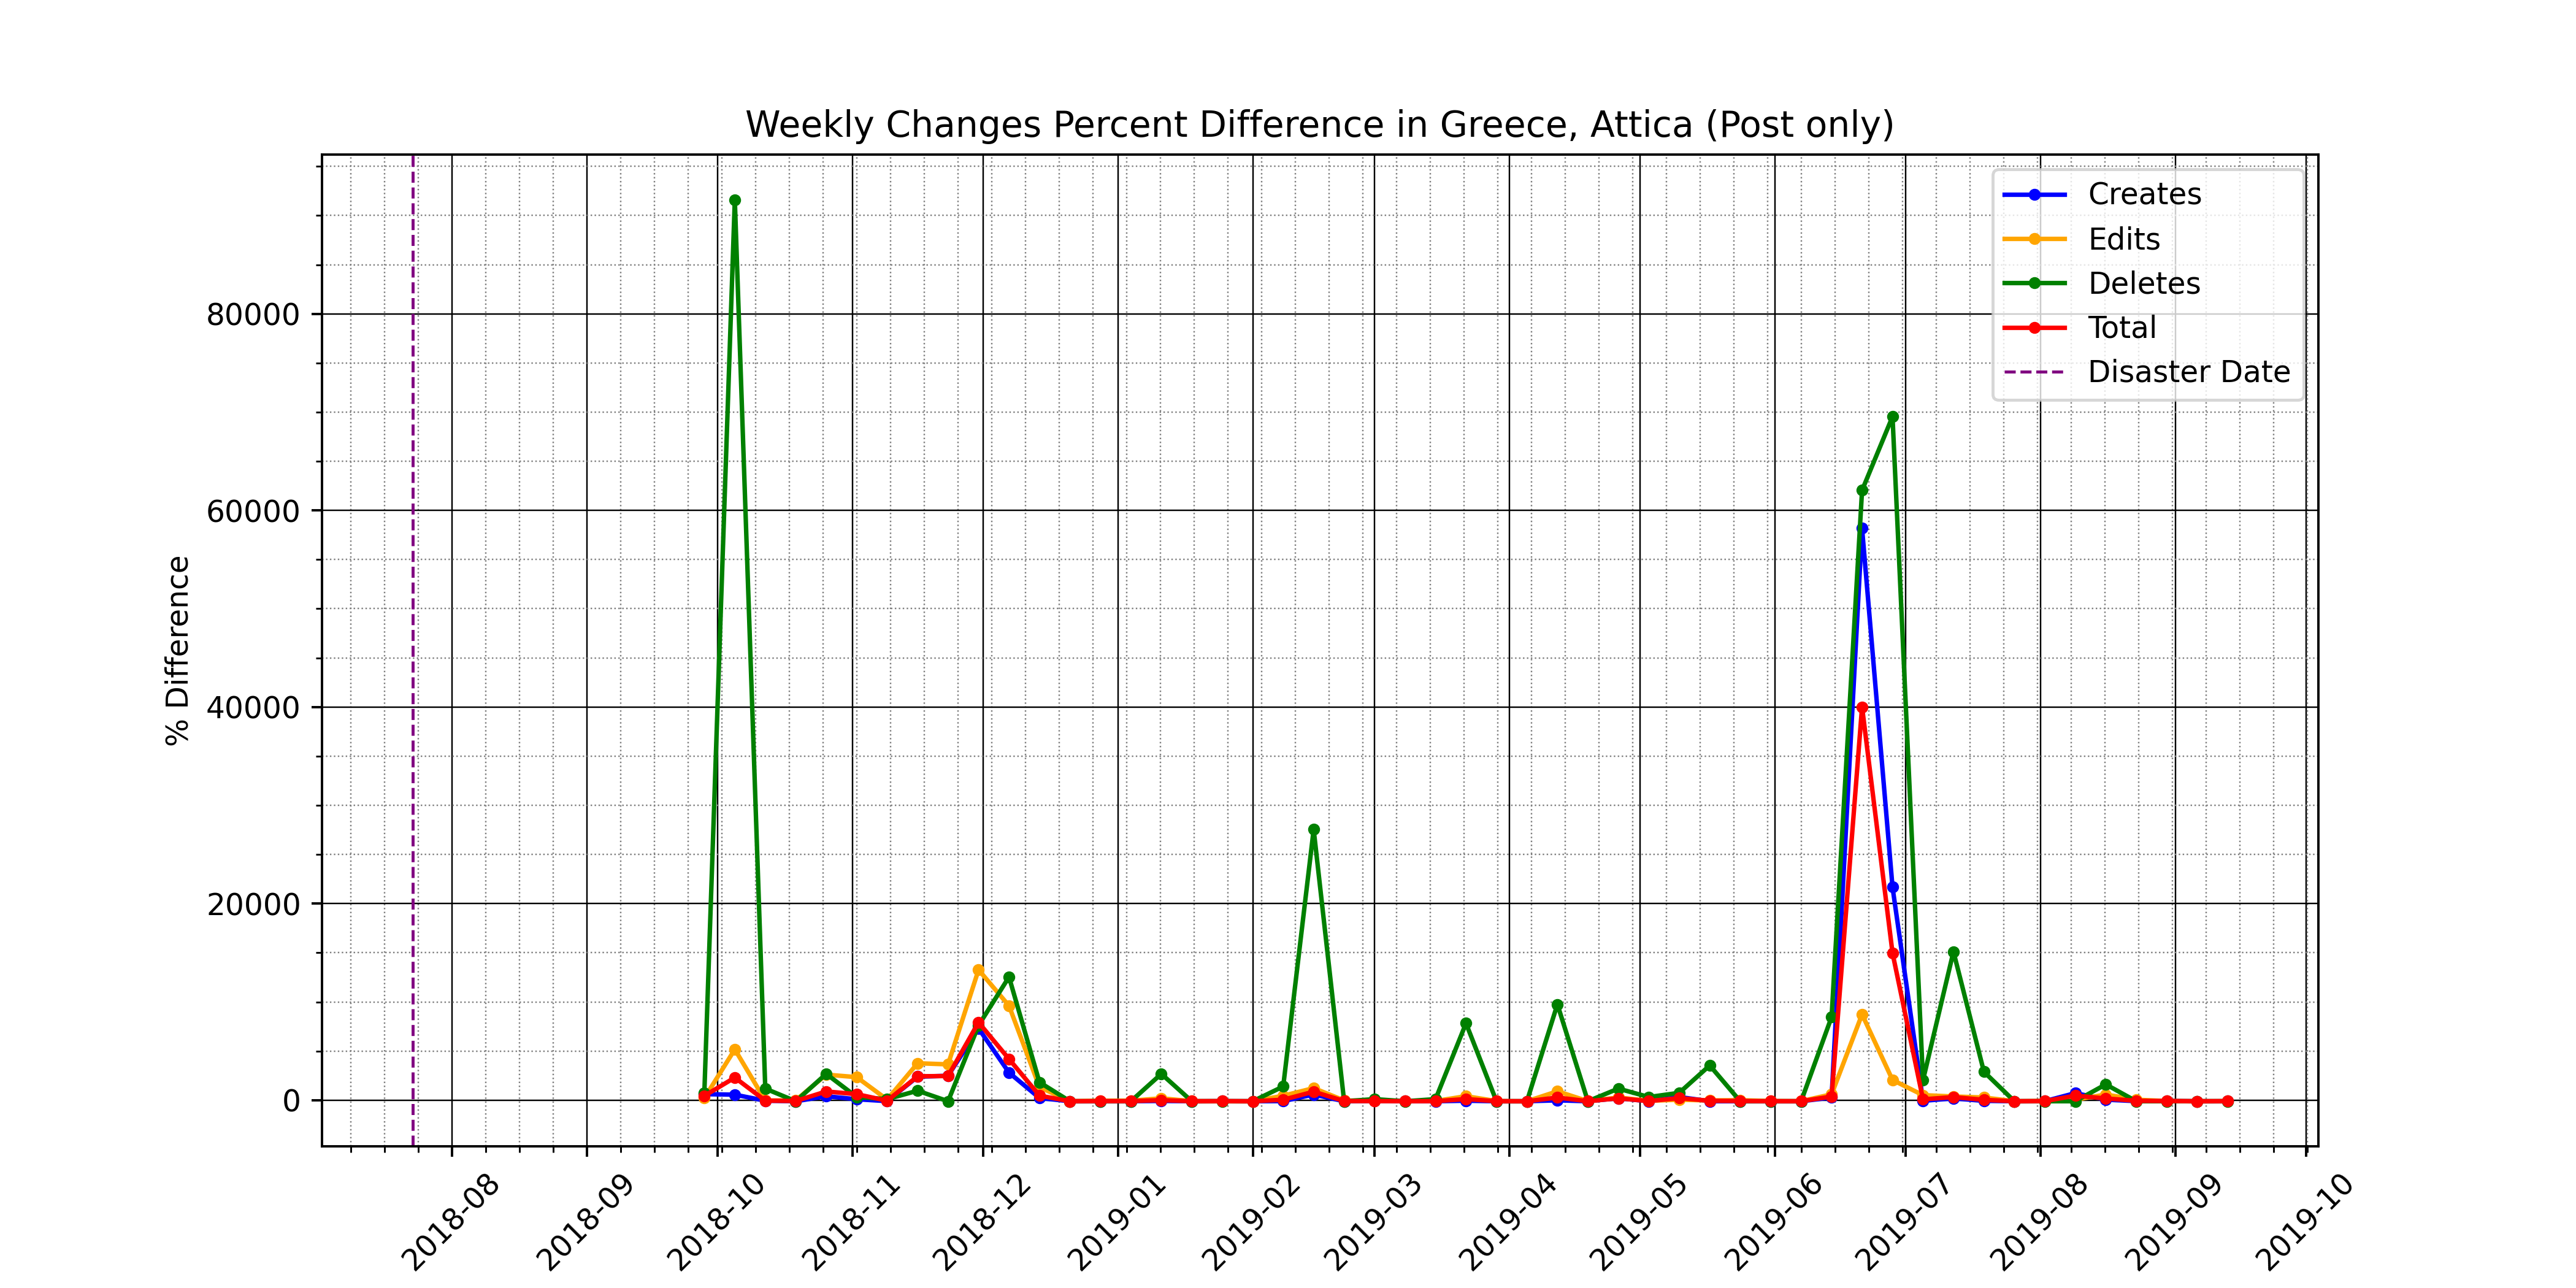 Weekly Changes Percent Difference in Greece, Attica (Post only)
Creates
Edits
Deletes
Total
Disaster Date
% Difference
80000
60000
40000
20000
0
2018-08
2018-09
2018-10
2018-11
2018-12
2019-01
2019-02
2019-03
2019-04
2019-05
2019-06
2019-07
2019-08
2019-09
2019-10